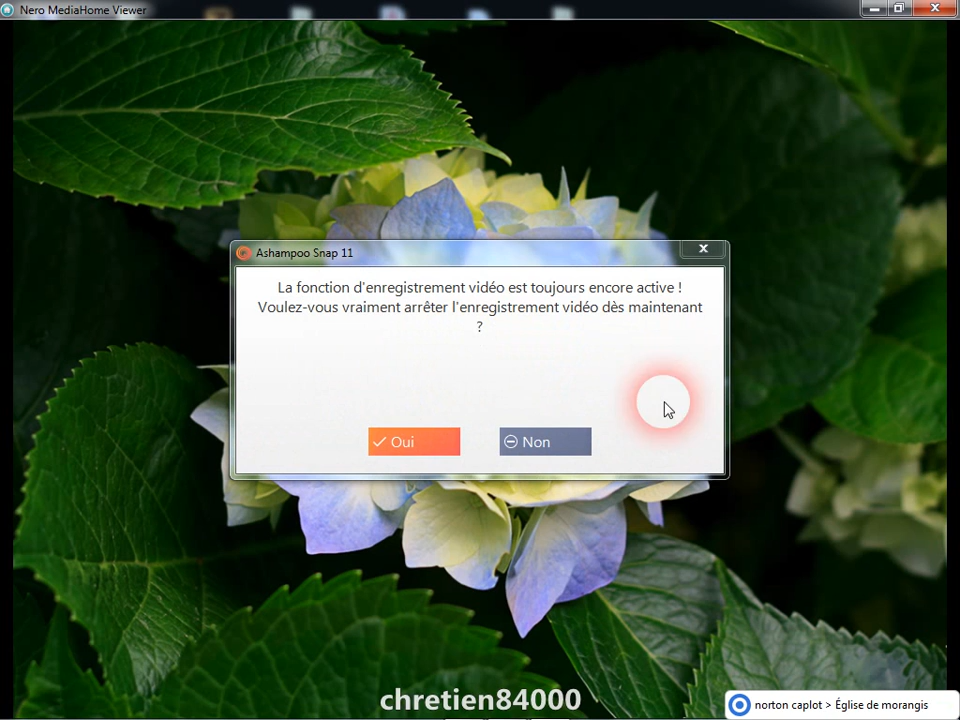 Nero MediaHome Viewer
Ashampoo Snap 11
La fonction d'enregistrement vidéo est toujours encore active !
Voulez-vous vraiment arrêter l'enregistrement vidéo dès maintenant
?
Oui
Non
chretien84000
norton caplot > Église de morangis